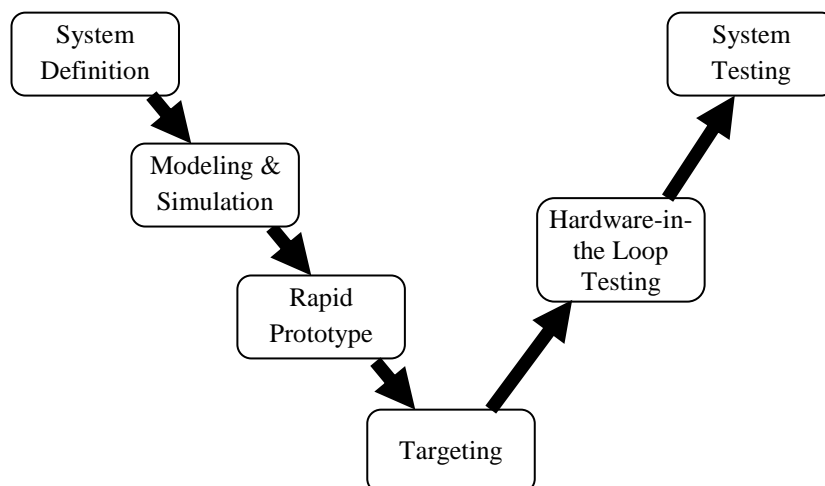 System
Definition
Modeling &
Simulation
Rapid
Prototype
Targeting
Hardware-in-
the Loop
Testing
System
Testing